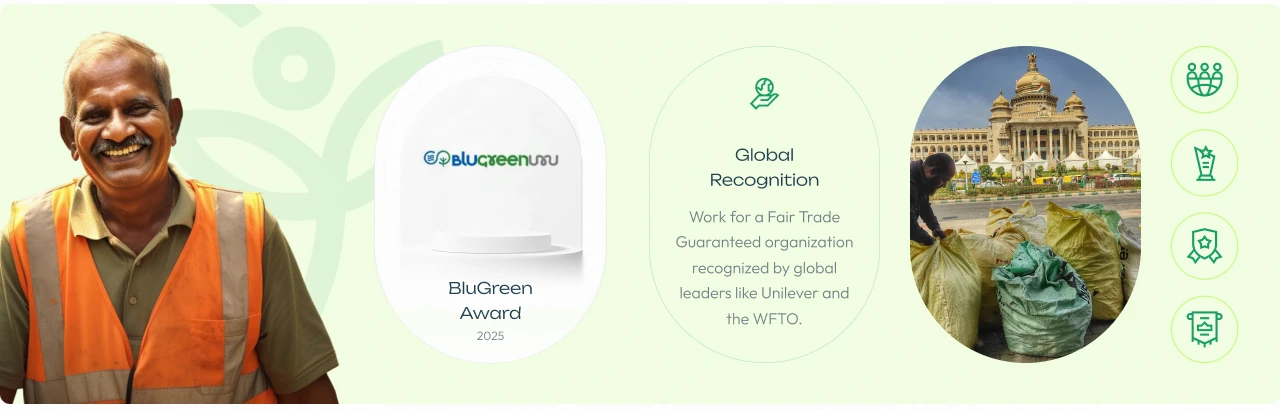 Blugreen
BluGreen
Award
2025
Global
Recognition
Work for a Fair Trade
Guaranteed organization
recognized by global
leaders like Unilever and
the WFTO.